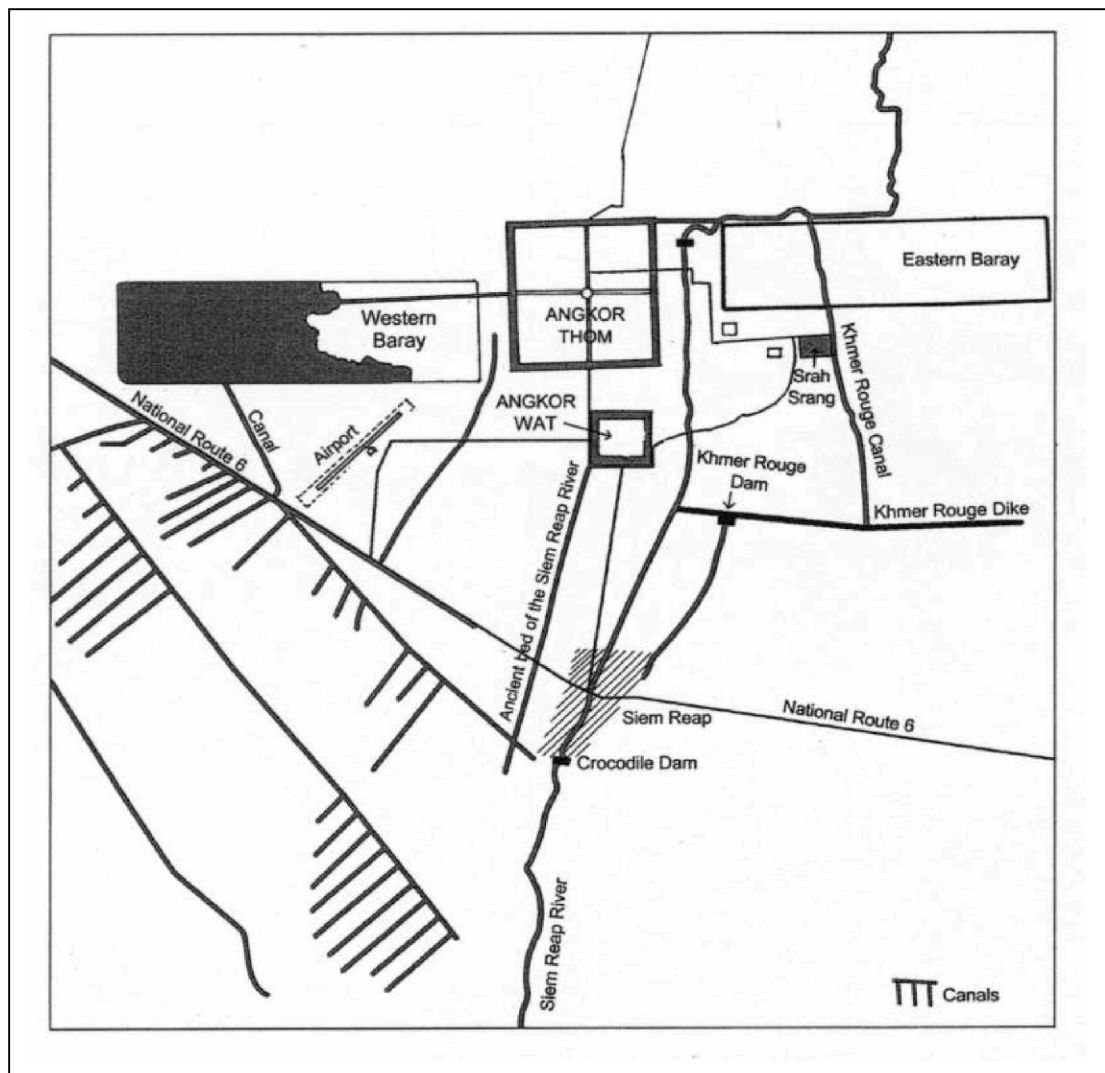 Eastern Baray
Western
Baray
ANGKOR
THOM
Khmer Rouge Canal
Srah
Srang
National Route 6
Canal
Airport
ANGKOR
WAT
Khmer Rouge
Dam
Khmer Rouge Dike
Ancient bed of the Siem Reap River
Siem Reap
National Route 6
Crocodile Dam
Siem Reap River
Canals